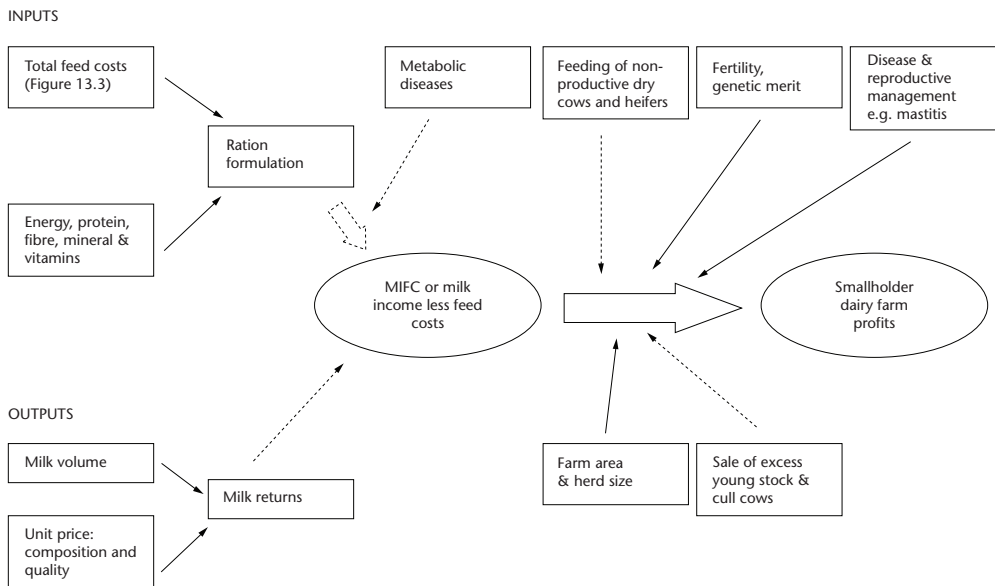 INPUTS
Total feed costs
(Figure 13.3)
Metabolic
diseases
Feeding of non-
productive dry
cows and heifers
Fertility,
genetic merit
Disease &
reproductive
management
e.g. mastitis
Ration
formulation
Energy, protein,
fibre, mineral &
vitamins
MIFC or milk
income less feed
costs
Smallholder
dairy farm
profits
OUTPUTS
Milk volume
Milk returns
Unit price:
composition and
quality
Farm area
& herd size
Sale of excess
young stock &
cull cows